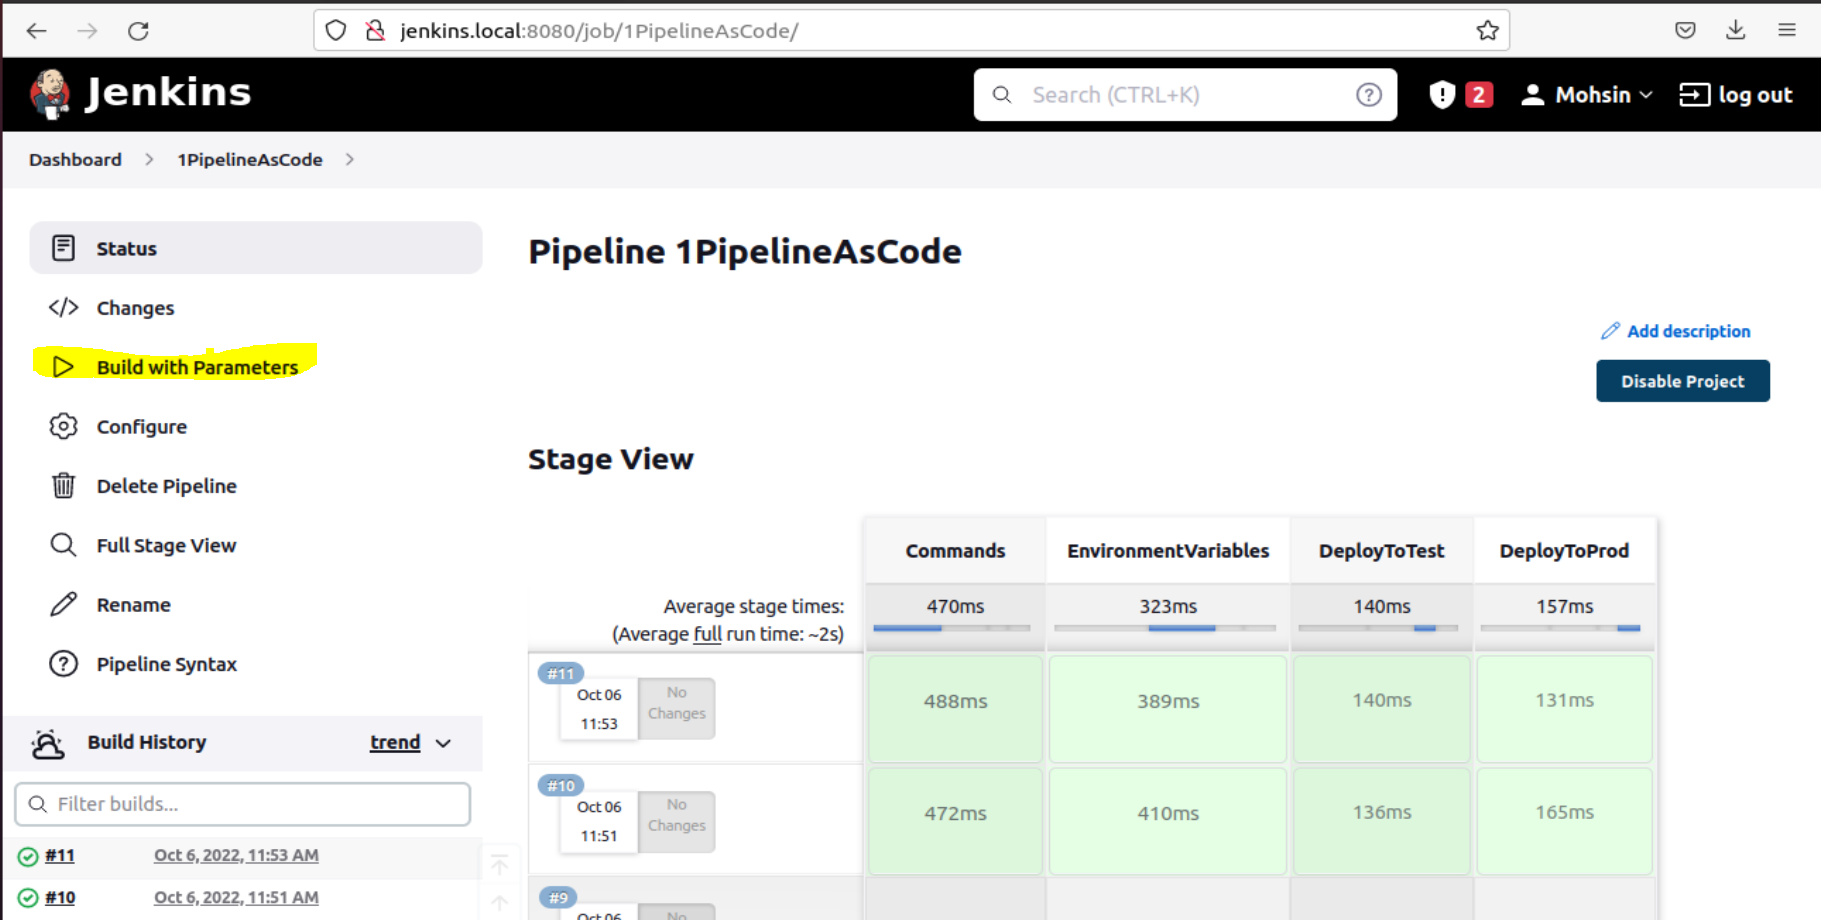 jenkins.local:8080/job/1PipelineAsCode/
Jenkins
Search (CTRL+K)
2
Mohsin
log out
Dashboard
1PipelineAsCode
Status
Changes
Build with Parameters
Configure
Delete Pipeline
Full Stage View
Rename
Pipeline Syntax
Build History
trend
Filter builds...
#11 Oct 6, 2022, 11:53 AM
#10 Oct 6, 2022, 11:51 AM
Pipeline 1PipelineAsCode
Add description
Disable Project
Stage View
Commands EnvironmentVariables DeployToTest DeployToProd
Average stage times: 470ms 323ms 140ms 157ms
(Average full run time: ~2s)
#11
Oct 06
11:53
No
Changes
488ms 389ms 140ms 131ms
#10
Oct 06
11:51
No
Changes
472ms 410ms 136ms 165ms
#9
Oct 06
No